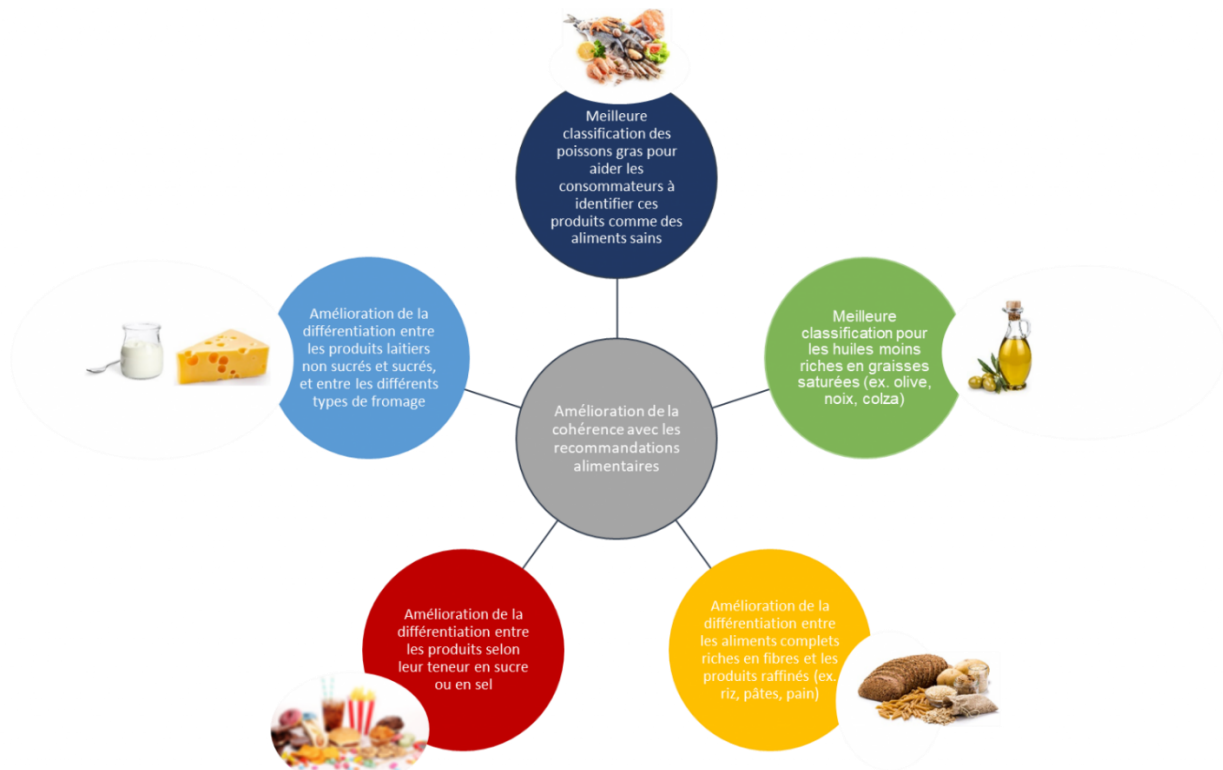 Meilleure
classification des
poissons gras pour
aider les
consommateurs à
identifier ces
produits comme des
aliments sains
Amélioration de la
différentiation entre
les produits laitiers
non sucrés et sucrés,
et entre les différents
types de fromage
Meilleure
classification pour
les huiles moins
riches en graisses
saturées (ex. olive,
noix, colza)
Amélioration de la
cohérence avec les
recommandations
alimentaires
Amélioration de la
différentiation entre
les produits selon
leur teneur en sucre
ou en sel
Amélioration de la
différentiation entre
les aliments complets
riches en fibres et les
produits raffinés (ex.
riz, pâtes, pain)